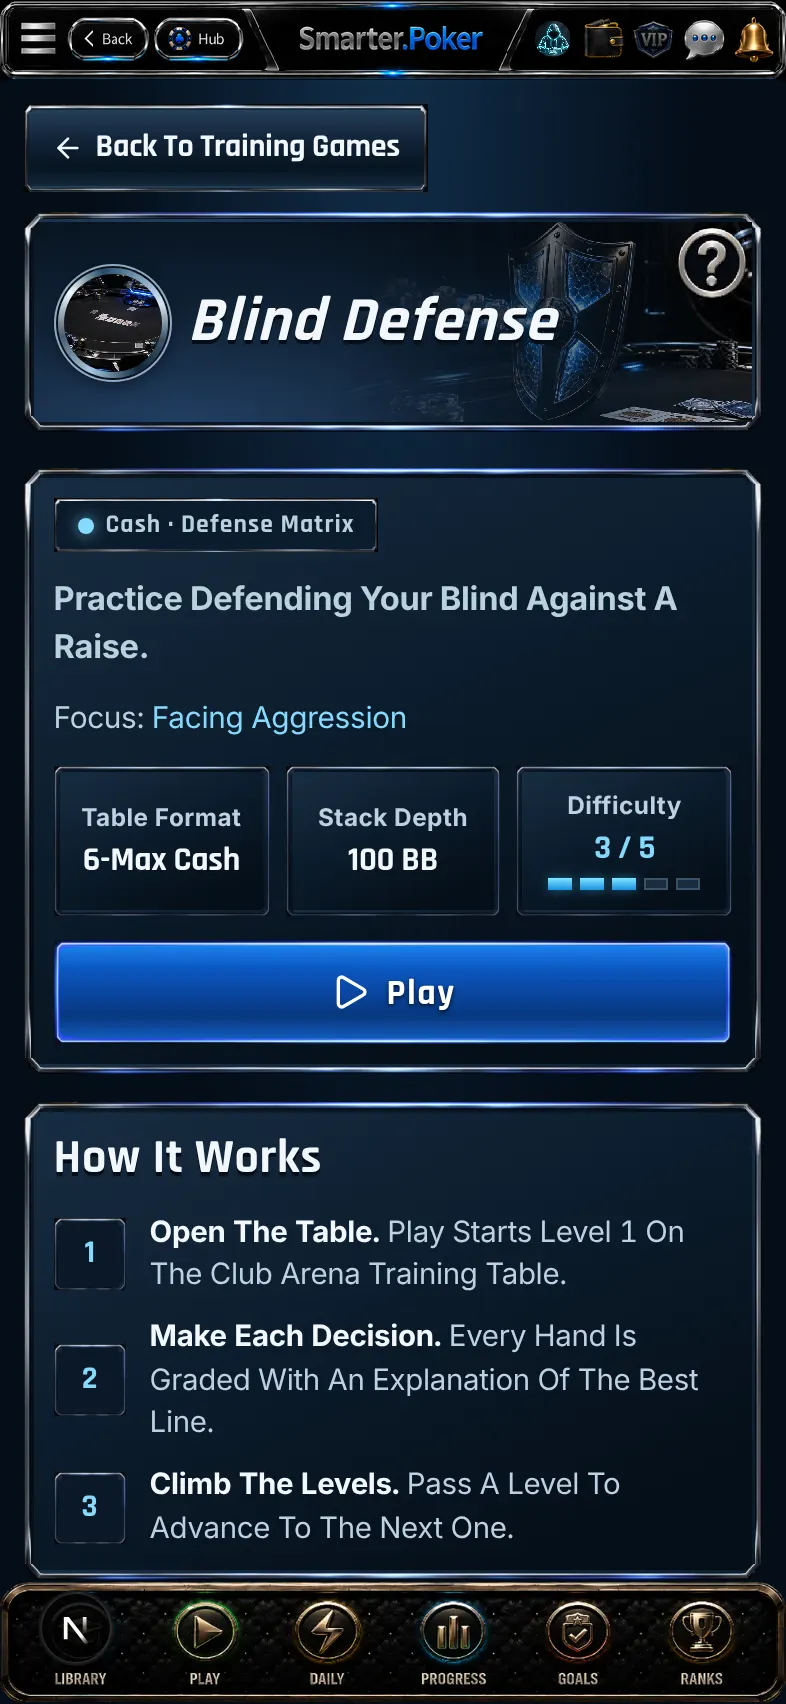 Back
Hub
Smarter.Poker
VIP
Back To Training Games
Blind Defense
?
Cash · Defense Matrix
Practice Defending Your Blind Against A
Raise.
Focus: Facing Aggression
Table Format
6-Max Cash
Stack Depth
100 BB
Difficulty
3 / 5
Play
How It Works
1
Open The Table. Play Starts Level 1 On
The Club Arena Training Table.
2
Make Each Decision. Every Hand Is
Graded With An Explanation Of The Best
Line.
3
Climb The Levels. Pass A Level To
Advance To The Next One.
N
LIBRARY
PLAY
DAILY
PROGRESS
GOALS
RANKS